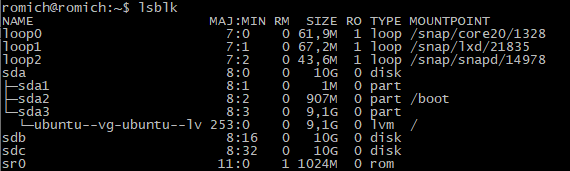 romich@romich:~$ lsblk
NAME                      MAJ:MIN RM  SIZE RO TYPE MOUNTPOINT
loop0                       7:0    0 61,9M  1 loop /snap/core20/1328
loop1                       7:1    0 67,2M  1 loop /snap/lxd/21835
loop2                       7:2    0 43,6M  1 loop /snap/snapd/14978
sda                         8:0    0   10G  0 disk
├─sda1                      8:1    0    1M  0 part
├─sda2                      8:2    0  907M  0 part /boot
└─sda3                      8:3    0  9,1G  0 part
  └─ubuntu--vg-ubuntu--lv 253:0    0  9,1G  0 lvm  /
sdb                         8:16   0   10G  0 disk
sdc                         8:32   0   10G  0 disk
sr0                        11:0    1 1024M  0 rom